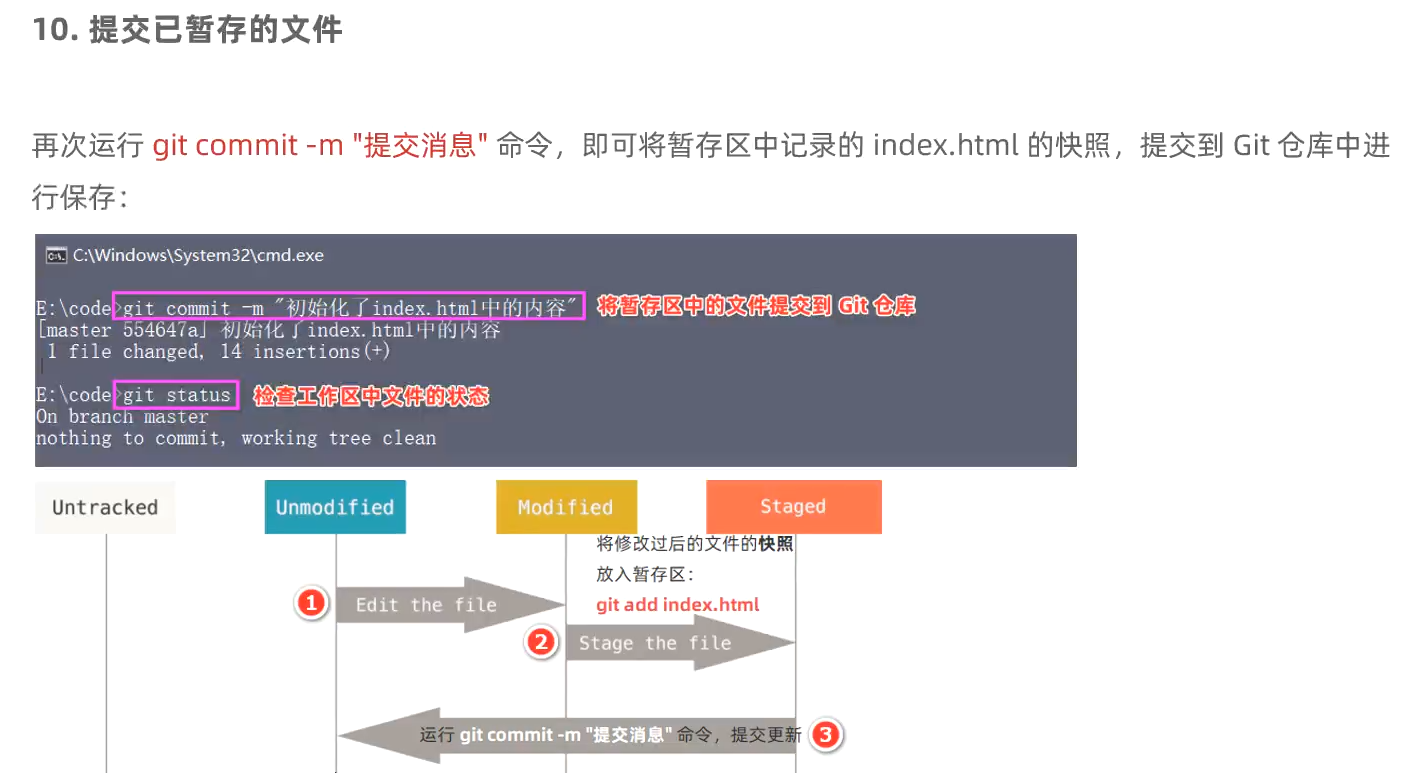 10. 提交已暂存的文件
再次运行 git commit -m "提交消息" 命令，即可将暂存区中记录的 index.html 的快照，提交到 Git 仓库中进
行保存：
C:\Windows\System32\cmd.exe
E:\code>git commit -m "初始化了index.html中的内容" 将暂存区中的文件提交到 Git 仓库
[master 554647a] 初始化了index.html中的内容
1 file changed, 14 insertions(+)
E:\code>git status 检查工作区中文件的状态
On branch master
nothing to commit, working tree clean
Untracked Unmodified Modified Staged
将修改过后的文件的快照
放入暂存区：
git add index.html
1 Edit the file
2 Stage the file
运行 git commit -m "提交消息" 命令，提交更新 3